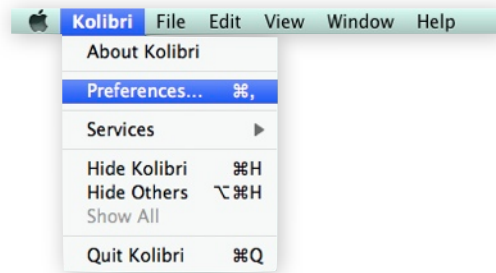 Kolibri File Edit View Window Help
About Kolibri
Preferences... ⌘,
Services
Hide Kolibri ⌘H
Hide Others ⌥⌘H
Show All
Quit Kolibri ⌘Q